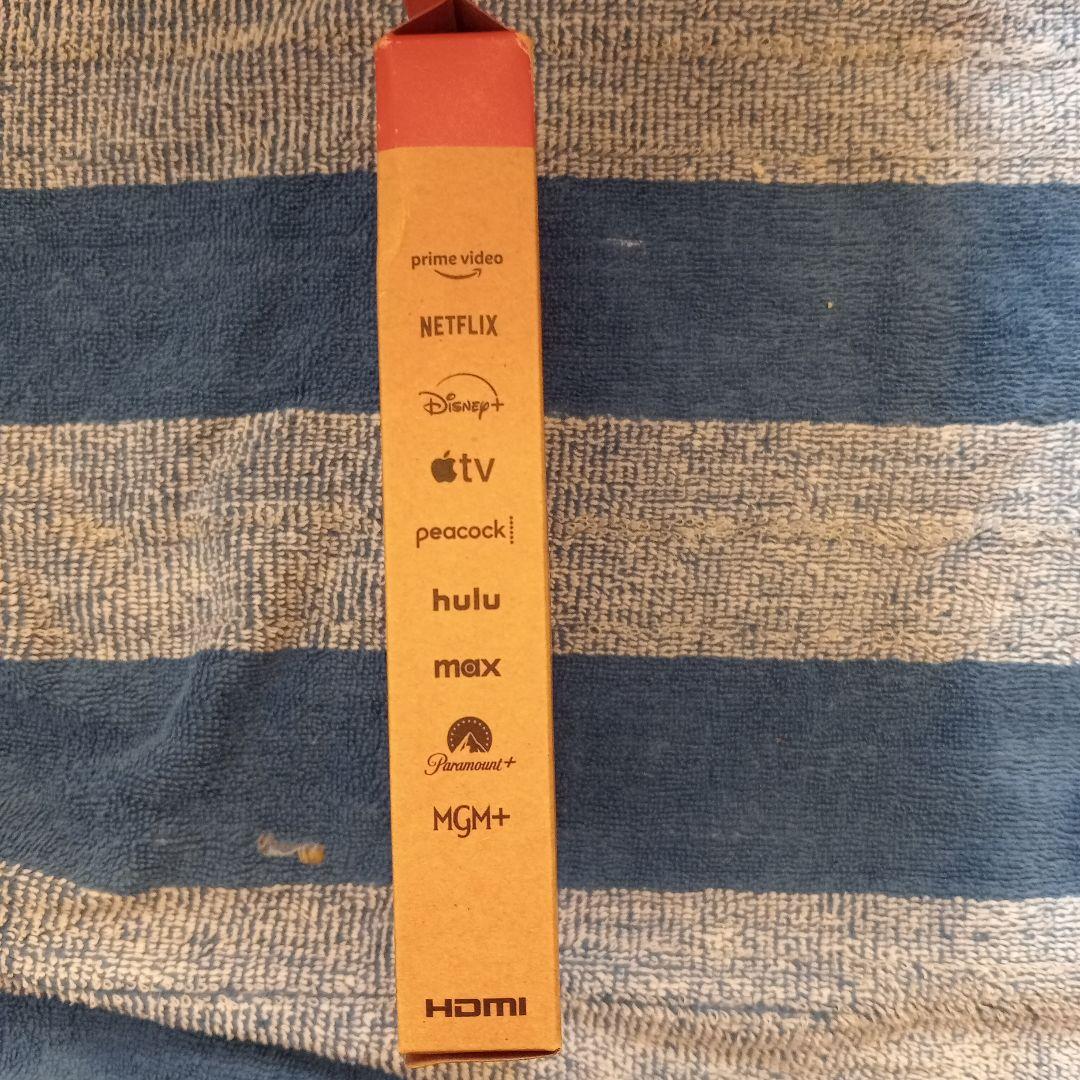 prime video
NETFLIX
Disney+
tv
peacock
hulu
max
Paramount+
MGM+
HDMI